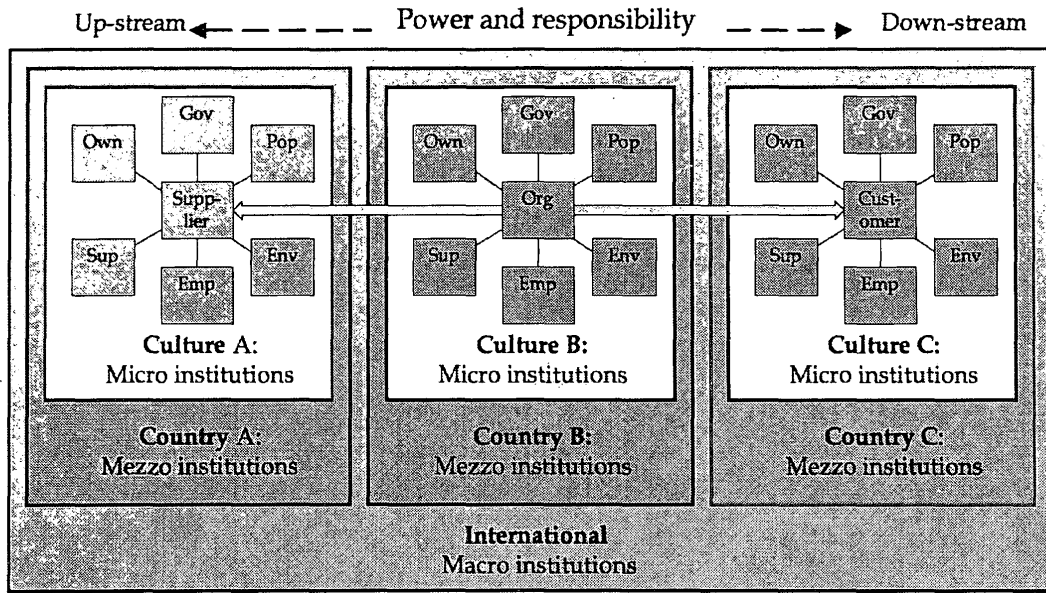 Up-stream Power and responsibility Down-stream
Gov Gov Gov
Own Pop Own Pop Own Pop
Supp- Org Cust-
lier omer
Sup Env Sup Env Sup Env
Emp Emp Emp
Culture A: Culture B: Culture C:
Micro institutions Micro institutions Micro institutions
Country A: Country B: Country C:
Mezzo institutions Mezzo institutions Mezzo institutions
International
Macro institutions